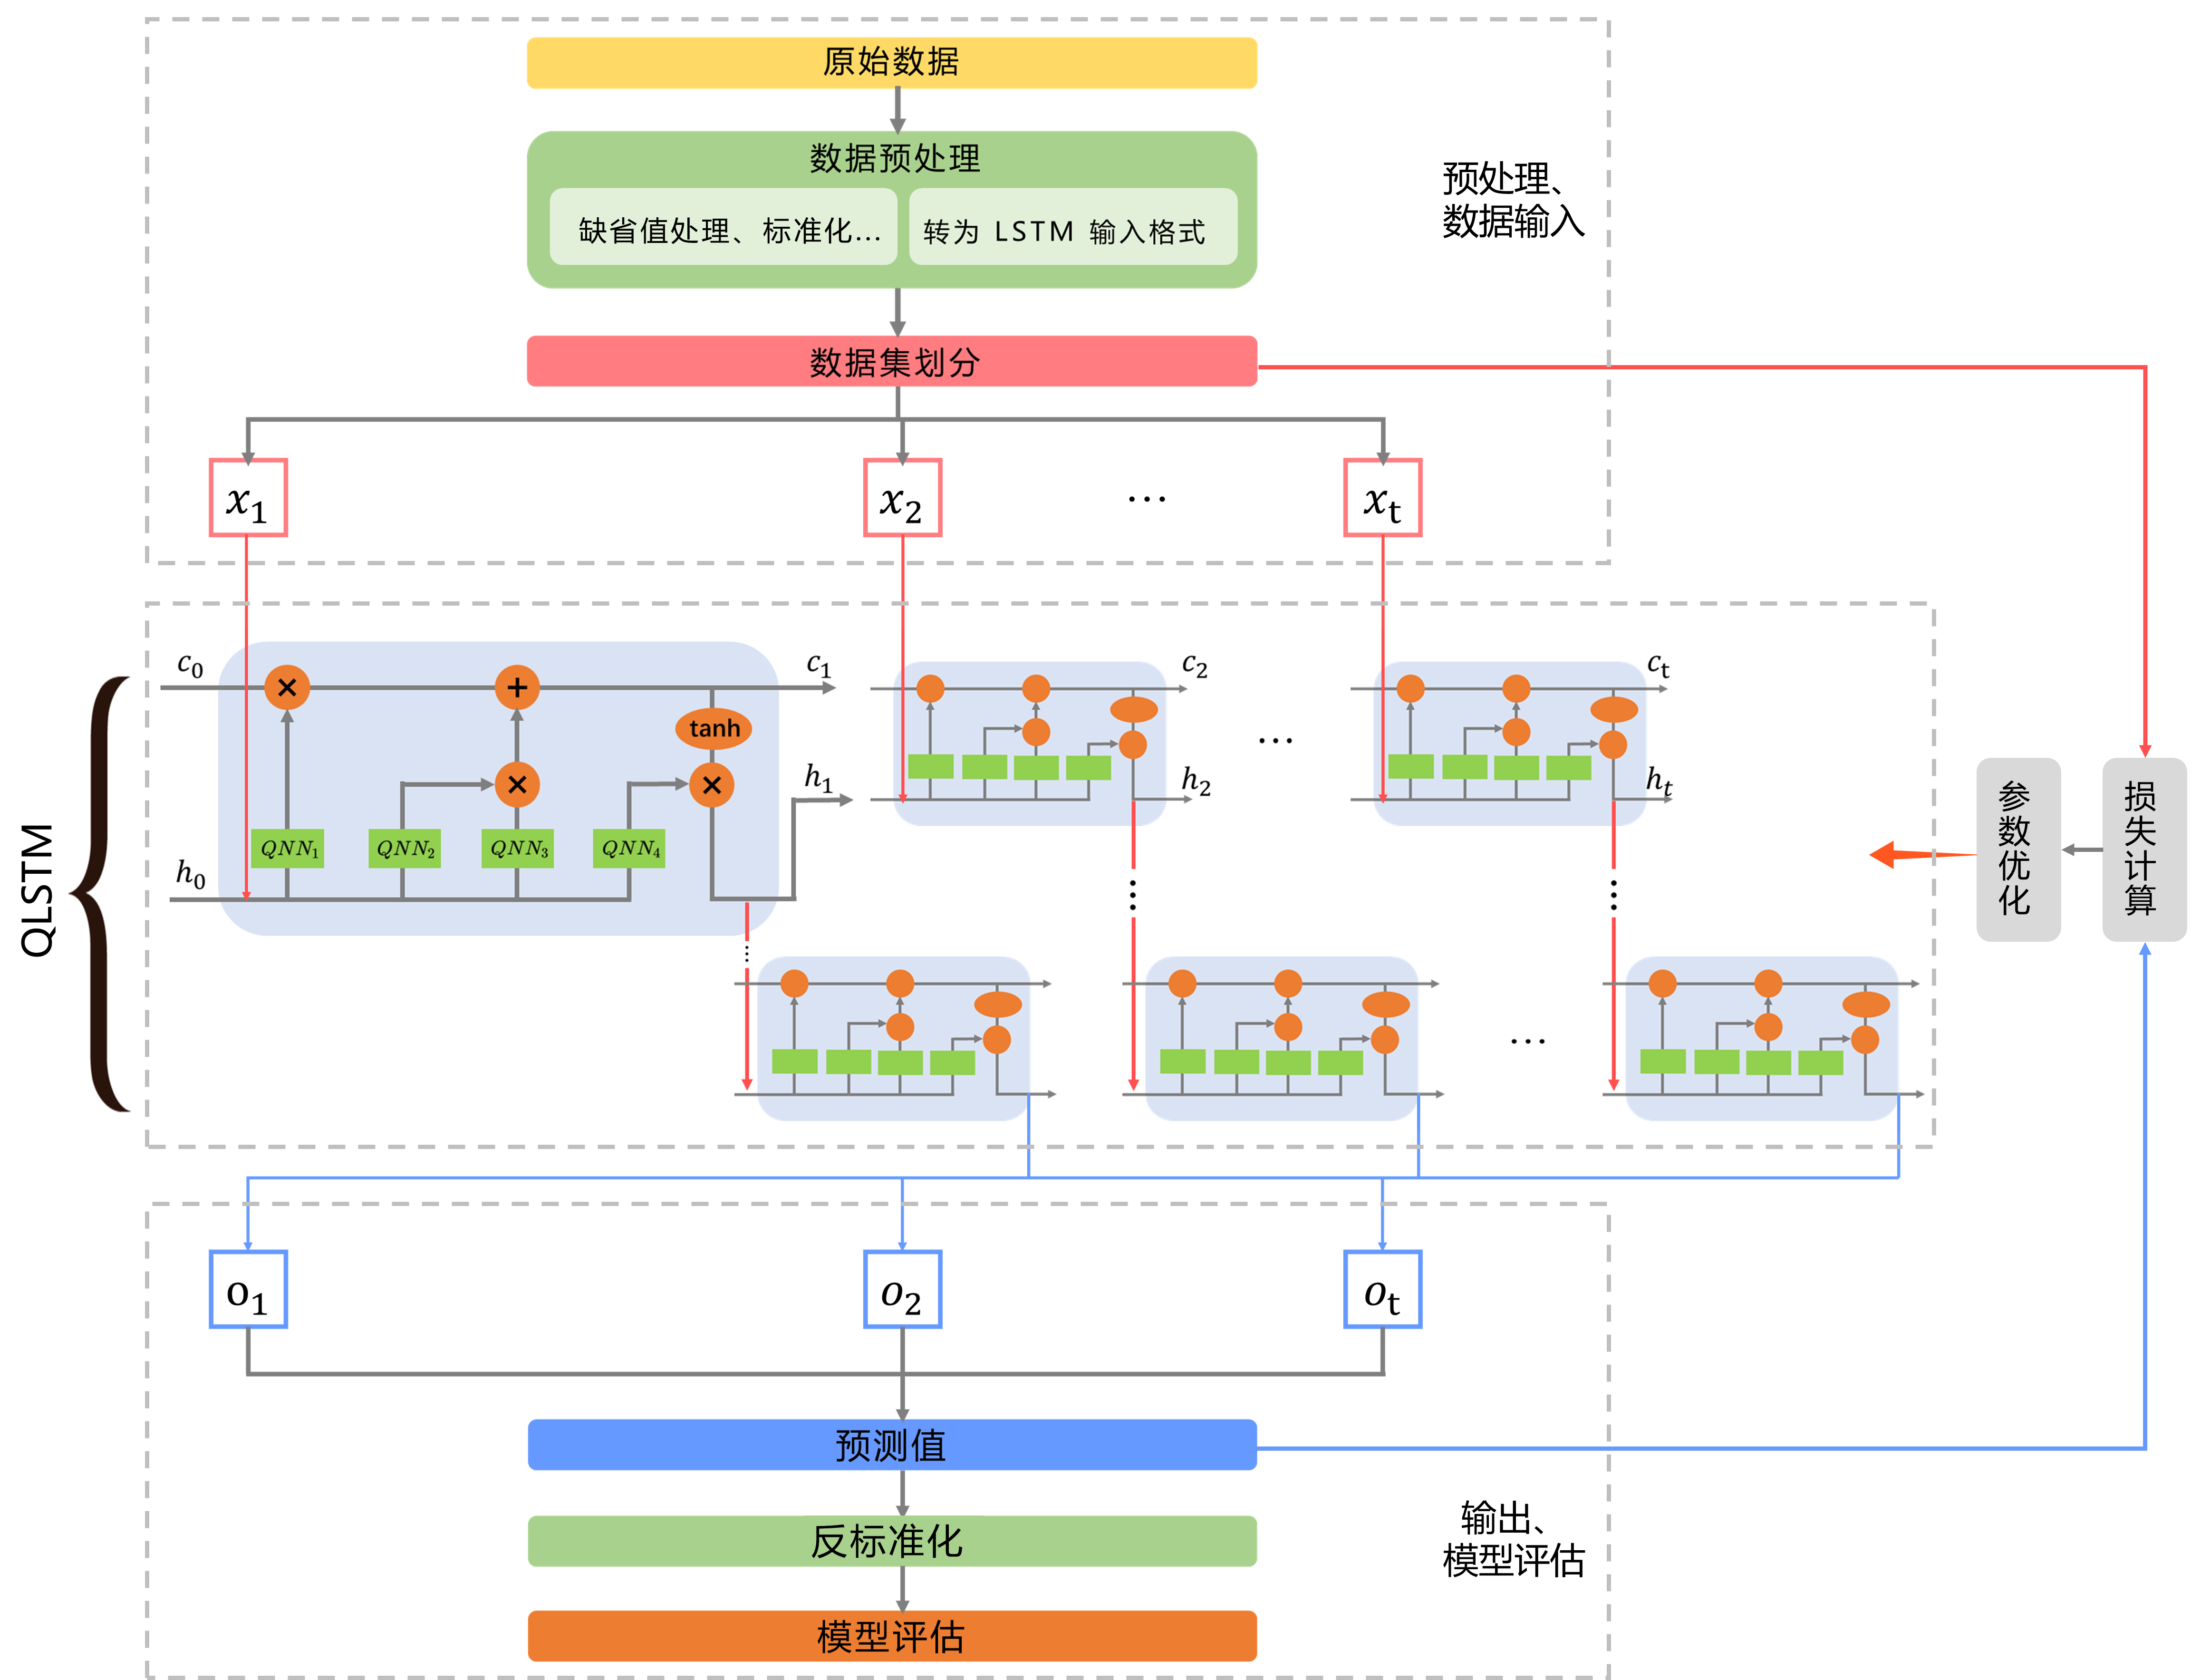 原始数据
数据预处理
缺省值处理、标准化...
转为 LSTM 输入格式
预处理、
数据输入
数据集划分
x₁
x₂
...
xₜ
c₀
c₁
c₂
cₜ
×
+
tanh
×
×
h₁
h₂
...
hₜ
QNN₁
QNN₂
QNN₃
QNN₄
h₀
QLSTM
参数优化
损失计算
...
o₁
o₂
oₜ
预测值
反标准化
输出、
模型评估
模型评估